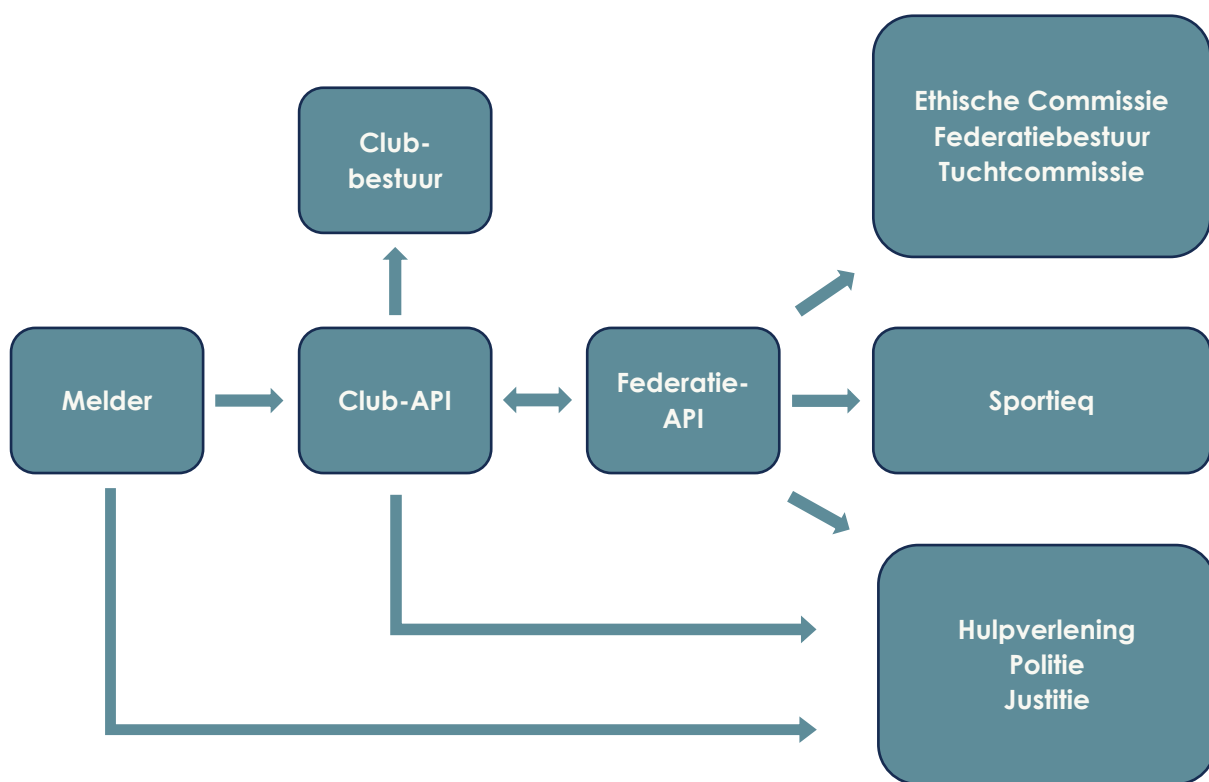 Ethische Commissie
Federatiebestuur
Tuchtcommissie
Club-
bestuur
Melder
Club-API
Federatie-
API
Sportieq
Hulpverlening
Politie
Justitie